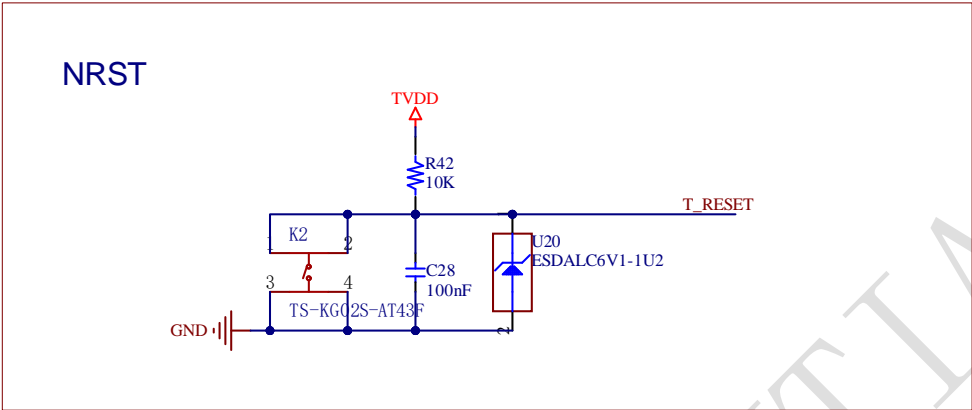 NRST
TVDD
R42
10K
T_RESET
K2
2
U20
ESDALC6V1-1U2
3
4
C28
100nF
TS-KG02S-AT43F
GND
2